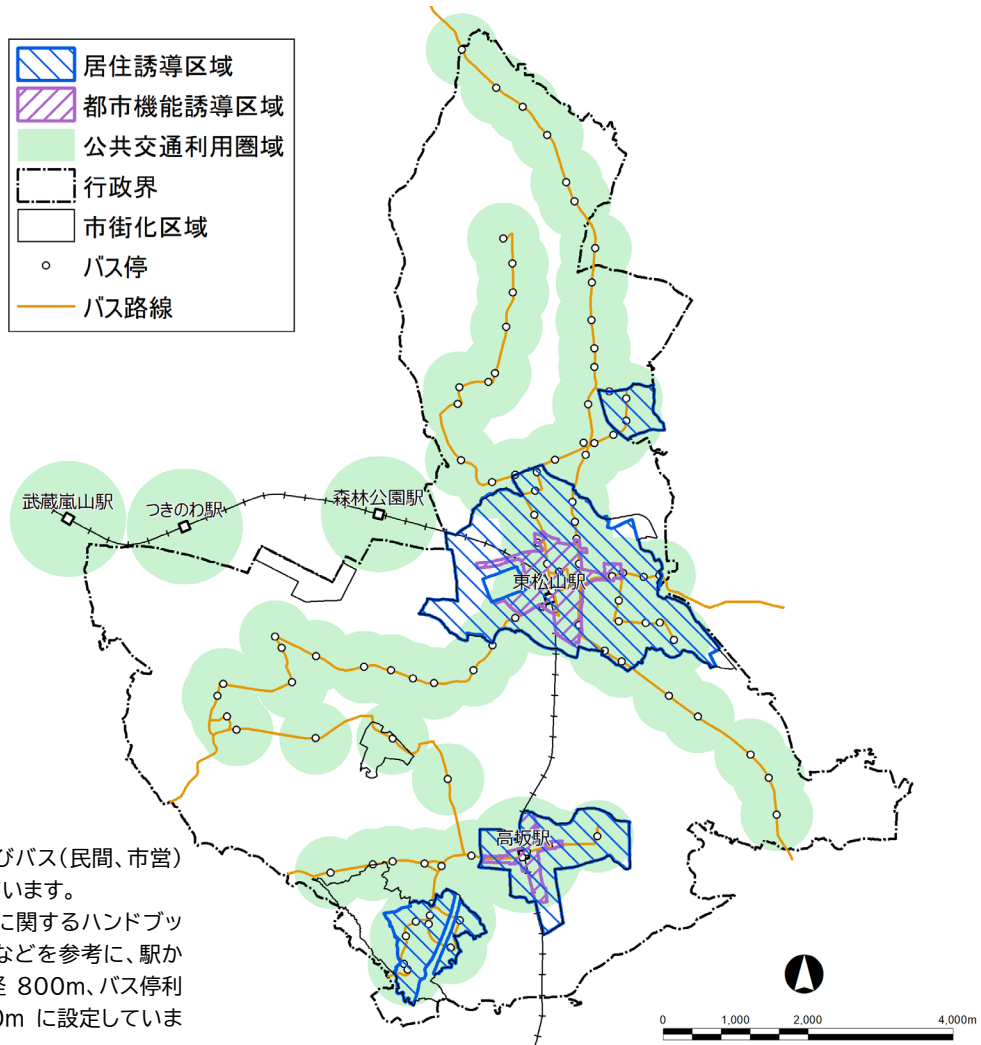 居住誘導区域
都市機能誘導区域
公共交通利用圏域
行政界
市街化区域
バス停
バス路線
武蔵嵐山駅
つきのわ駅
森林公園駅
東松山駅
高坂駅
びバス(民間、市営)
ています。
に関するハンドブッ
などを参考に、駅か
径 800m、バス停利
0m に設定していま
0 1,000 2,000 4,000m